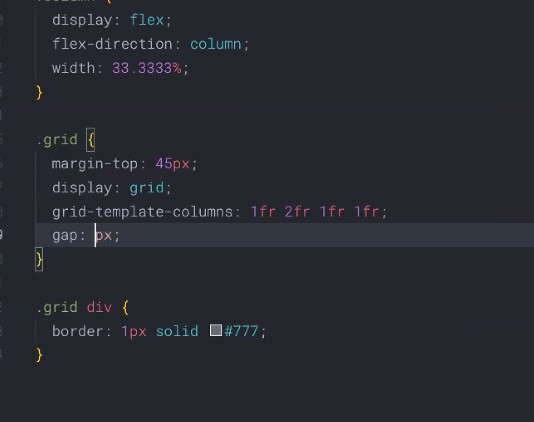 display: flex;
flex-direction: column;
width: 33.3333%;
}
.grid {
margin-top: 45px;
display: grid;
grid-template-columns: 1fr 2fr 1fr 1fr;
gap: px;
}
.grid div {
border: 1px solid #777;
}